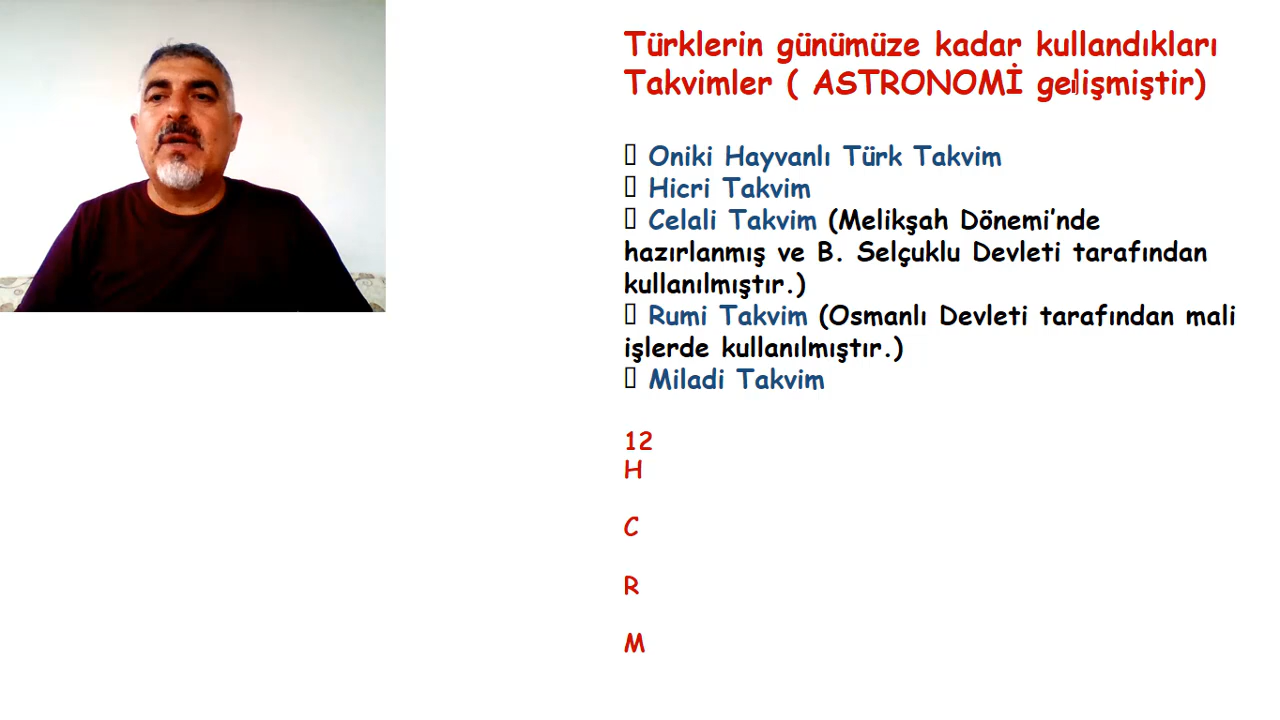 Türklerin günümüze kadar kullandıkları
Takvimler ( ASTRONOMİ gelişmiştir)
Oniki Hayvanlı Türk Takvim
Hicri Takvim
Celali Takvim (Melikşah Dönemi’nde
hazırlanmış ve B. Selçuklu Devleti tarafından
kullanılmıştır.)
Rumi Takvim (Osmanlı Devleti tarafından mali
işlerde kullanılmıştır.)
Miladi Takvim
12
H
C
R
M